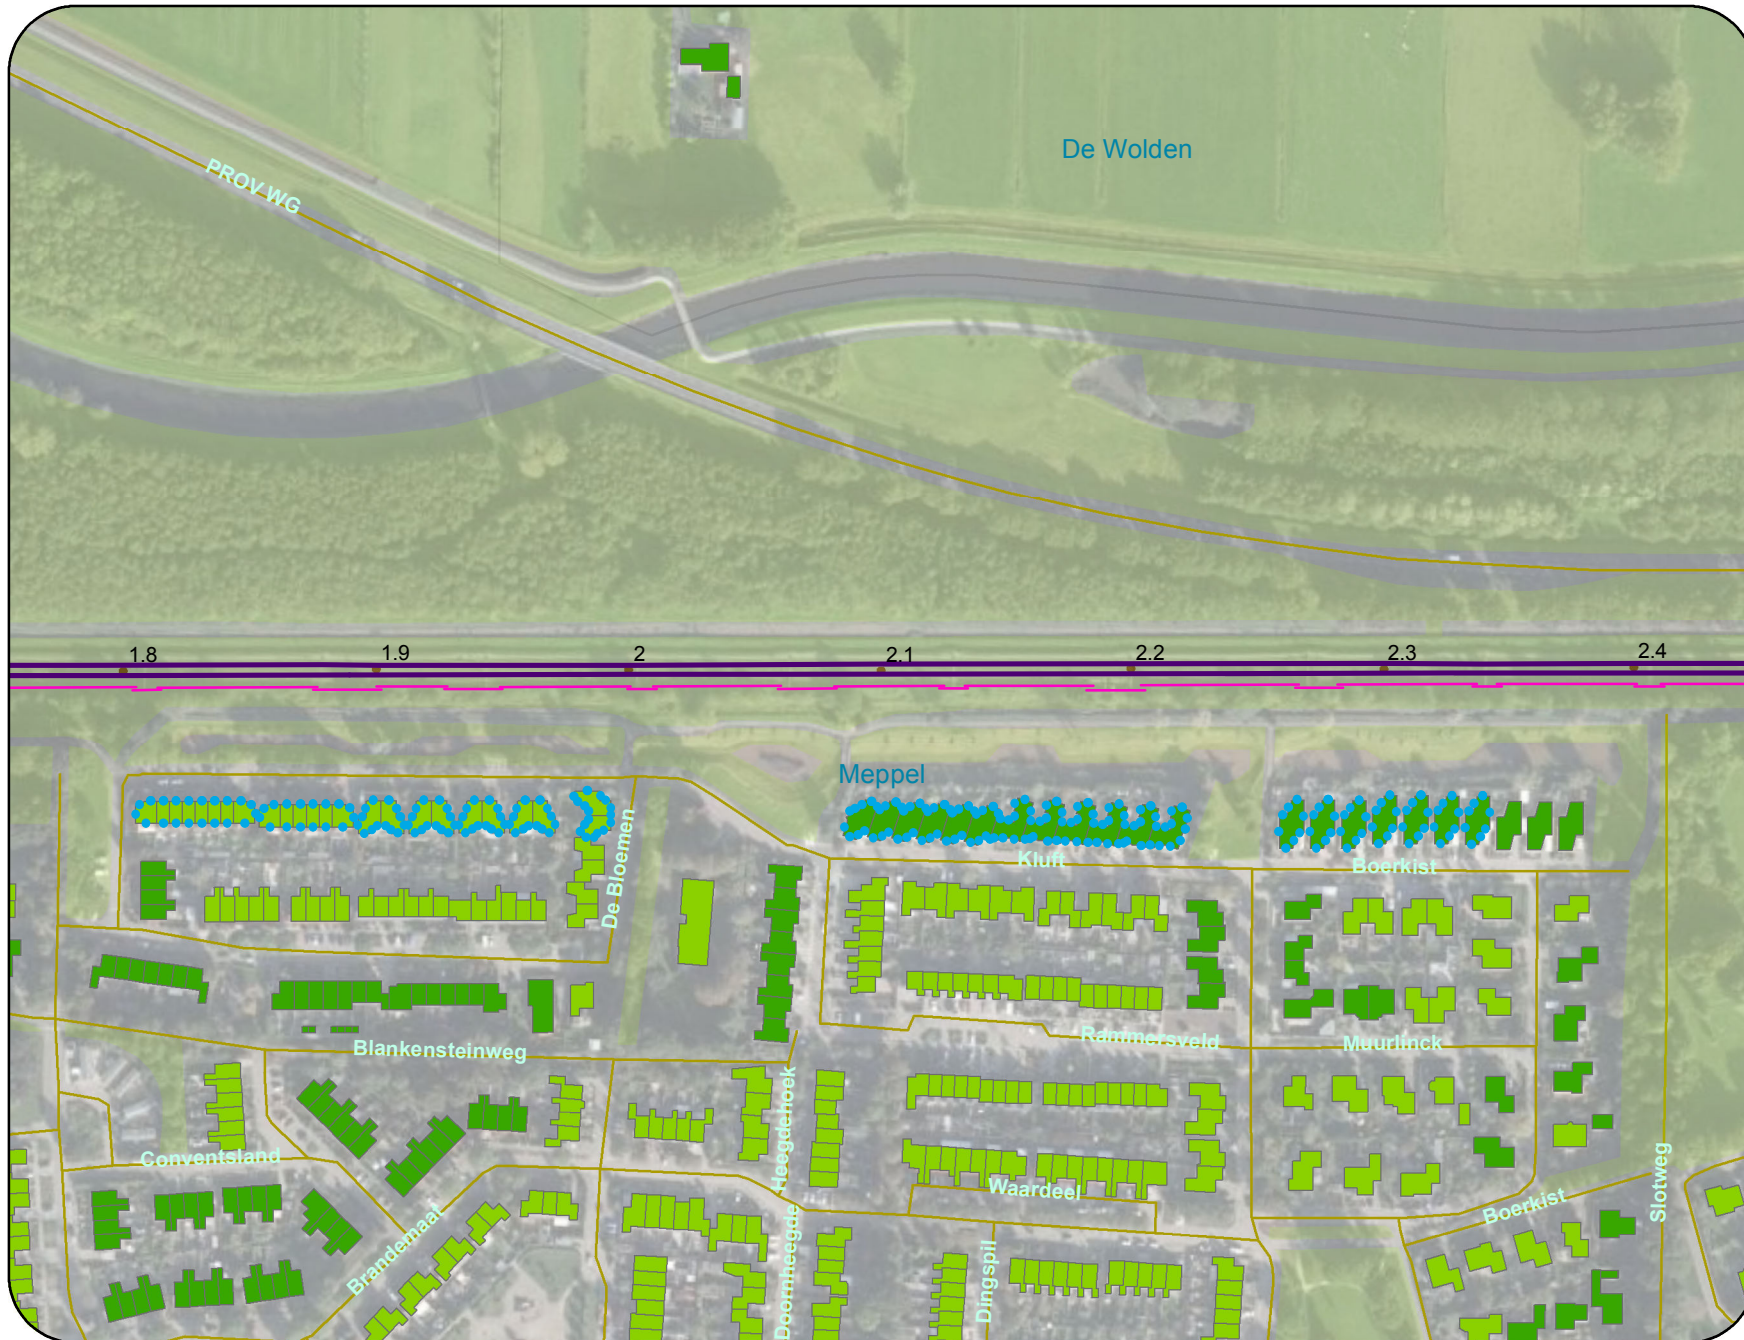 De Wolden
PROV WG
1.8
1.9
2
2.1
2.2
2.3
2.4
Meppel
De Bloemen
Kluft
Boerkist
Rammersveld
Muurlinck
Blankensteinweg
Heegdehoek
Conventsland
Waardeel
Slotweg
Boerkist
Brandemaat
Doornheegde
Dingspil